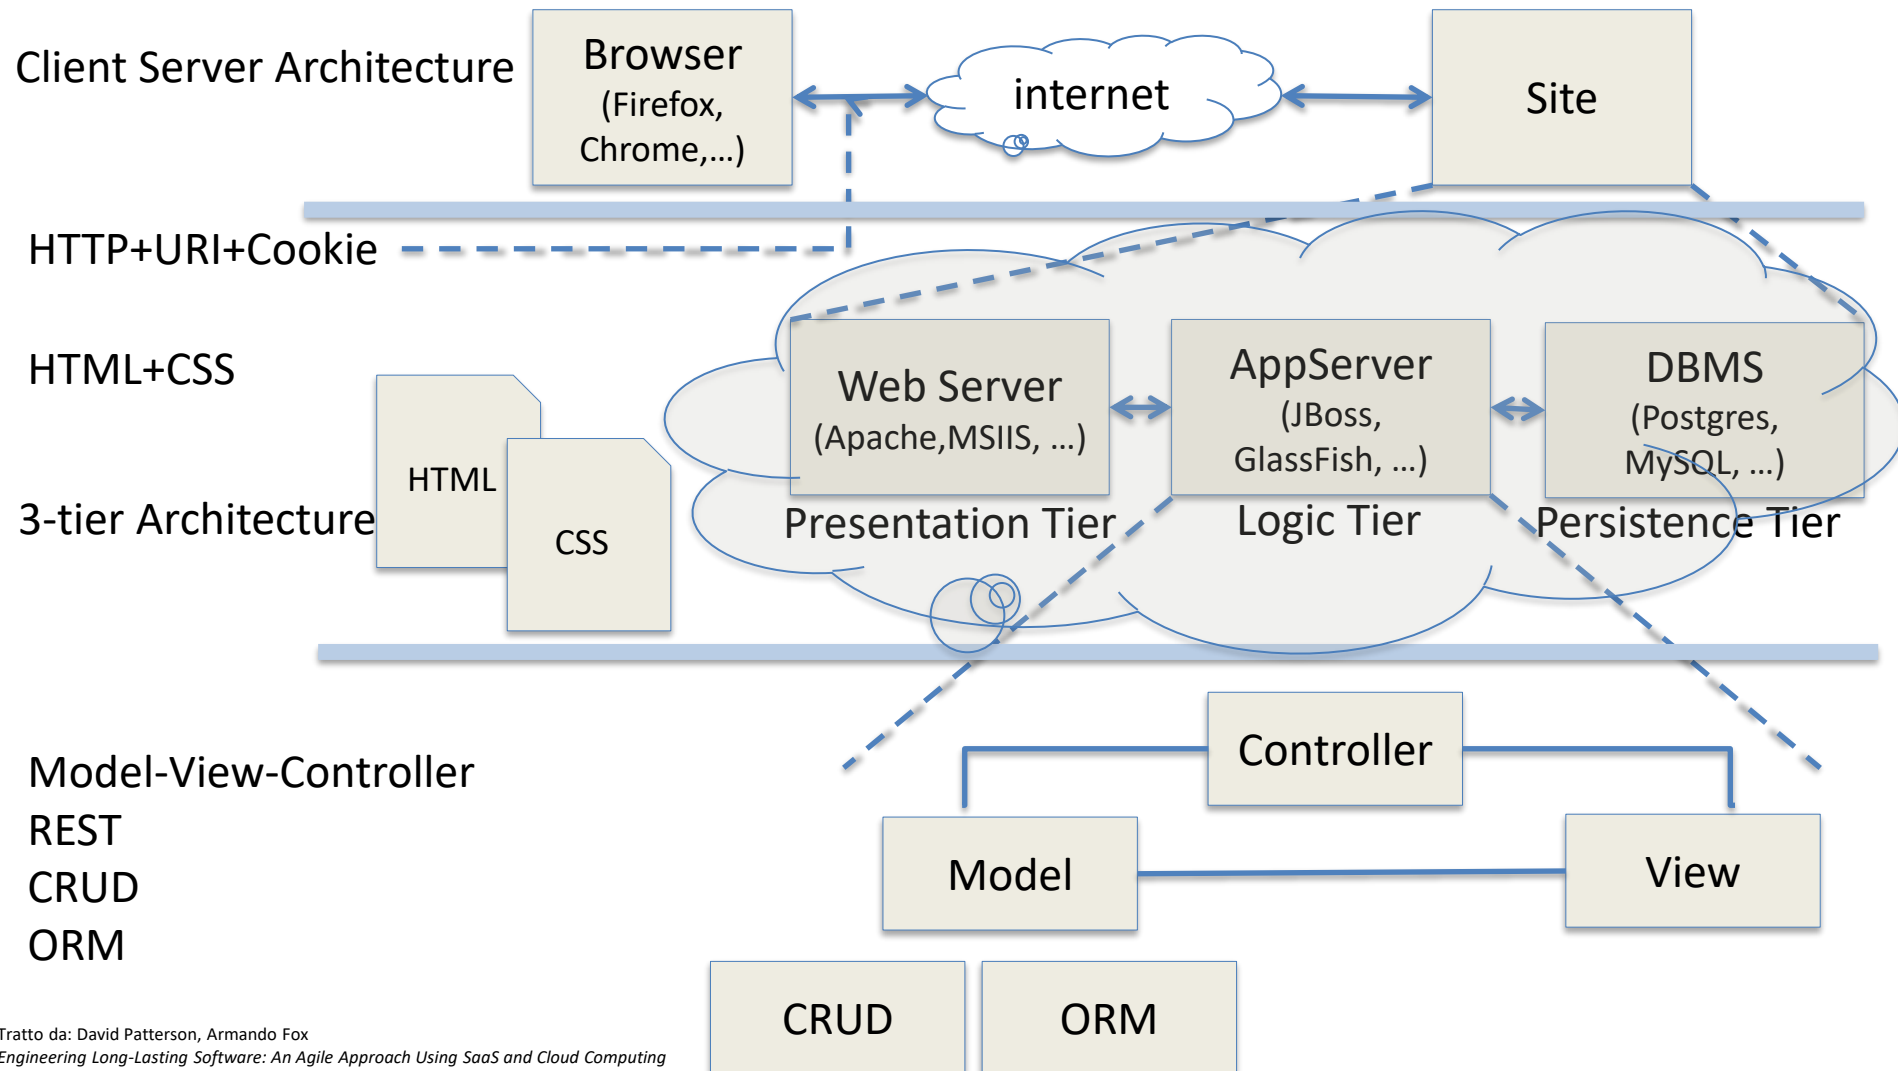 Client Server Architecture
Browser
(Firefox,
Chrome,...)
internet
Site
HTTP+URI+Cookie
HTML+CSS
3-tier Architecture
HTML
CSS
Web Server
(Apache,MSIIS, ...)
Presentation Tier
AppServer
(JBoss,
GlassFish, ...)
Logic Tier
DBMS
(Postgres,
MySQL, ...)
Persistence Tier
Model-View-Controller
REST
CRUD
ORM
Controller
Model
View
CRUD
ORM
Tratto da: David Patterson, Armando Fox
Engineering Long-Lasting Software: An Agile Approach Using SaaS and Cloud Computing